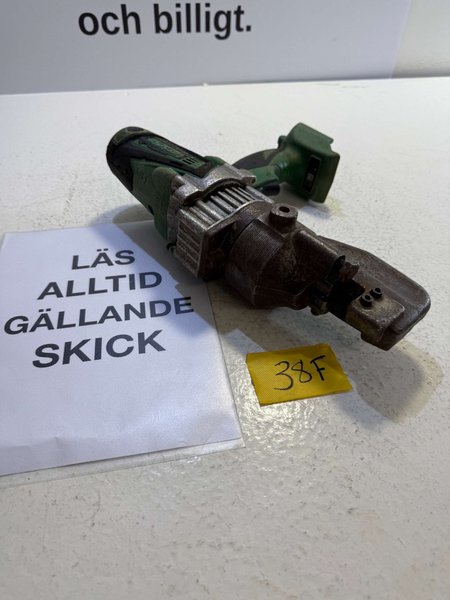 och billigt.
LÄS
ALLTID
GÄLLANDE
SKICK
38F